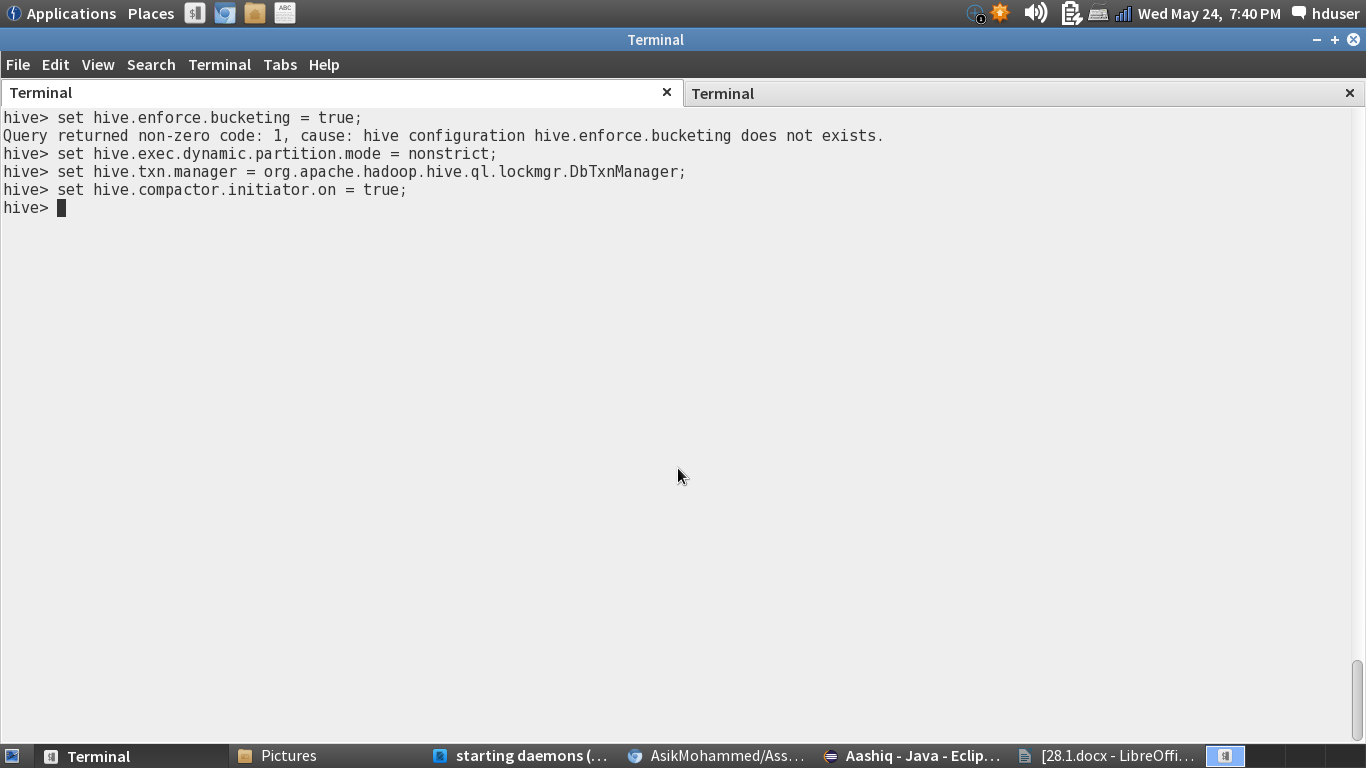 Applications Places ABC 1 Wed May 24, 7:40 PM hduser
Terminal
File Edit View Search Terminal Tabs Help
Terminal Terminal
hive> set hive.enforce.bucketing = true;
Query returned non-zero code: 1, cause: hive configuration hive.enforce.bucketing does not exists.
hive> set hive.exec.dynamic.partition.mode = nonstrict;
hive> set hive.txn.manager = org.apache.hadoop.hive.ql.lockmgr.DbTxnManager;
hive> set hive.compactor.initiator.on = true;
hive>
Terminal Pictures starting daemons (... AsikMohammed/Ass... Aashiq - Java - Eclip... [28.1.docx - LibreOffi...